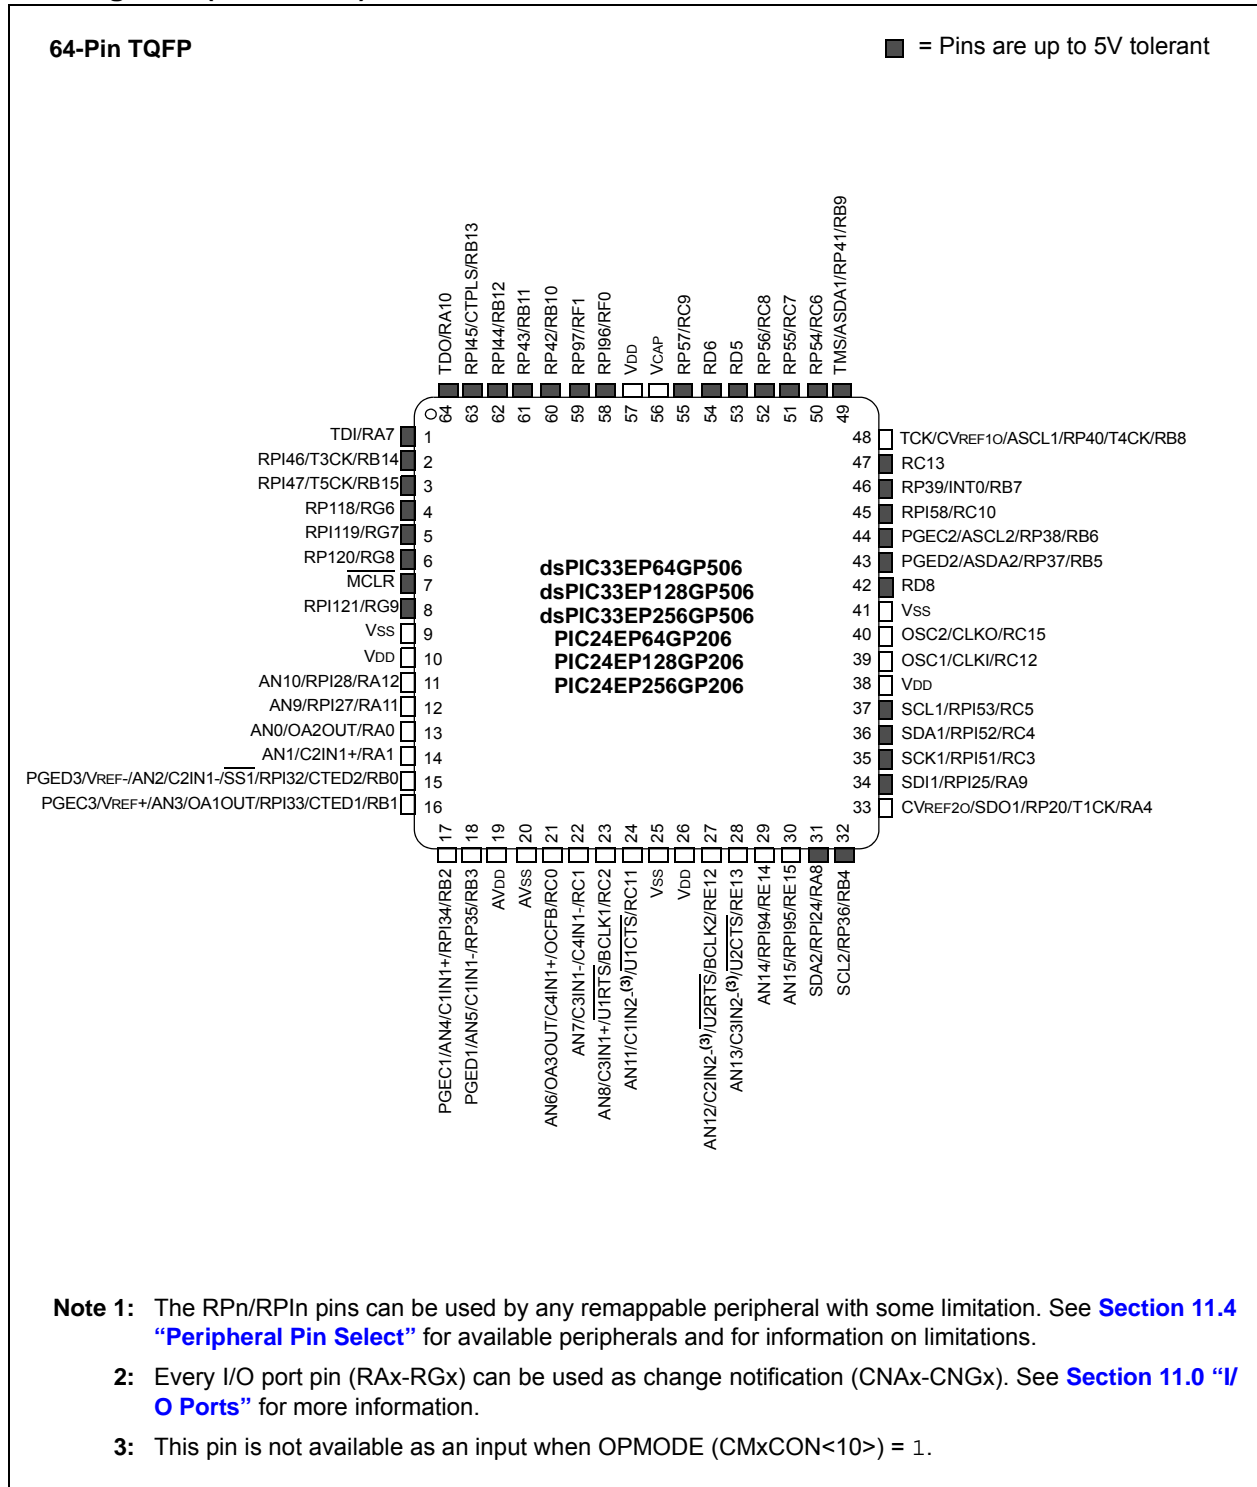 64-Pin TQFP
= Pins are up to 5V tolerant
TDO/RA10
RPI45/CTPLS/RB13
RPI44/RB12
RP43/RB11
RP42/RB10
RP97/RF1
RPI96/RF0
VDD
VCAP
RP57/RC9
RD6
RD5
RP56/RC8
RP55/RC7
RP54/RC6
TMS/ASDA1/RP41/RB9
64 63 62 61 60 59 58 57 56 55 54 53 52 51 50 49
TDI/RA7 1
RPI46/T3CK/RB14 2
RPI47/T5CK/RB15 3
RP118/RG6 4
RPI119/RG7 5
RP120/RG8 6
MCLR 7
RPI121/RG9 8
VSS 9
VDD 10
AN10/RPI28/RA12 11
AN9/RPI27/RA11 12
AN0/OA2OUT/RA0 13
AN1/C2IN1+/RA1 14
PGED3/VREF-/AN2/C2IN1-/SS1/RPI32/CTED2/RB0 15
PGEC3/VREF+/AN3/OA1OUT/RPI33/CTED1/RB1 16
dsPIC33EP64GP506
dsPIC33EP128GP506
dsPIC33EP256GP506
PIC24EP64GP206
PIC24EP128GP206
PIC24EP256GP206
48 TCK/CVREF1O/ASCL1/RP40/T4CK/RB8
47 RC13
46 RP39/INT0/RB7
45 RPI58/RC10
44 PGEC2/ASCL2/RP38/RB6
43 PGED2/ASDA2/RP37/RB5
42 RD8
41 VSS
40 OSC2/CLKO/RC15
39 OSC1/CLKI/RC12
38 VDD
37 SCL1/RPI53/RC5
36 SDA1/RPI52/RC4
35 SCK1/RPI51/RC3
34 SDI1/RPI25/RA9
33 CVREF2O/SDO1/RP20/T1CK/RA4
17 18 19 20 21 22 23 24 25 26 27 28 29 30 31 32
PGEC1/AN4/C1IN1+/RPI34/RB2
PGED1/AN5/C1IN1-/RP35/RB3
AVDD
AVSS
AN6/OA3OUT/C4IN1+/OCFB/RC0
AN7/C3IN1-/C4IN1-/RC1
AN8/C3IN1+/U1RTS/BCLK1/RC2
AN11/C1IN2-(3)/U1CTS/RC11
VSS
VDD
AN12/C2IN2-(3)/U2RTS/BCLK2/RE12
AN13/C3IN2-(3)/U2CTS/RE13
AN14/RPI94/RE14
AN15/RPI95/RE15
SDA2/RPI24/RA8
SCL2/RP36/RB4
Note 1: The RPn/RPIn pins can be used by any remappable peripheral with some limitation. See Section 11.4
“Peripheral Pin Select” for available peripherals and for information on limitations.
2: Every I/O port pin (RAx-RGx) can be used as change notification (CNAx-CNGx). See Section 11.0 “I/
O Ports” for more information.
3: This pin is not available as an input when OPMODE (CMxCON<10>) = 1.